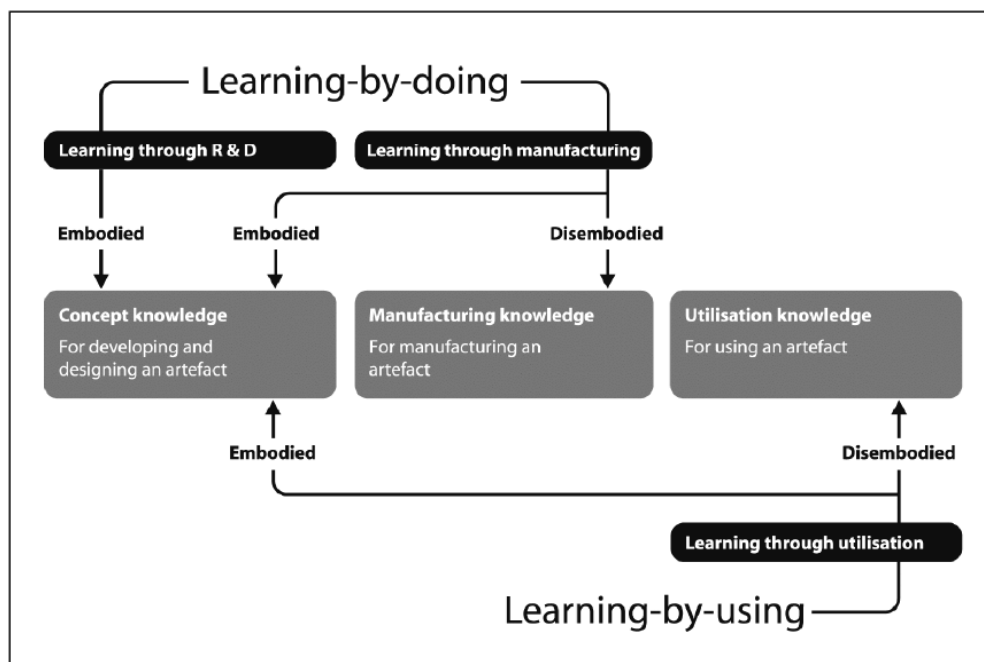 Learning-by-doing
Learning through R & D
Learning through manufacturing
Embodied
Embodied
Disembodied
Concept knowledge
For developing and
designing an artefact
Manufacturing knowledge
For manufacturing an
artefact
Utilisation knowledge
For using an artefact
Embodied
Disembodied
Learning through utilisation
Learning-by-using